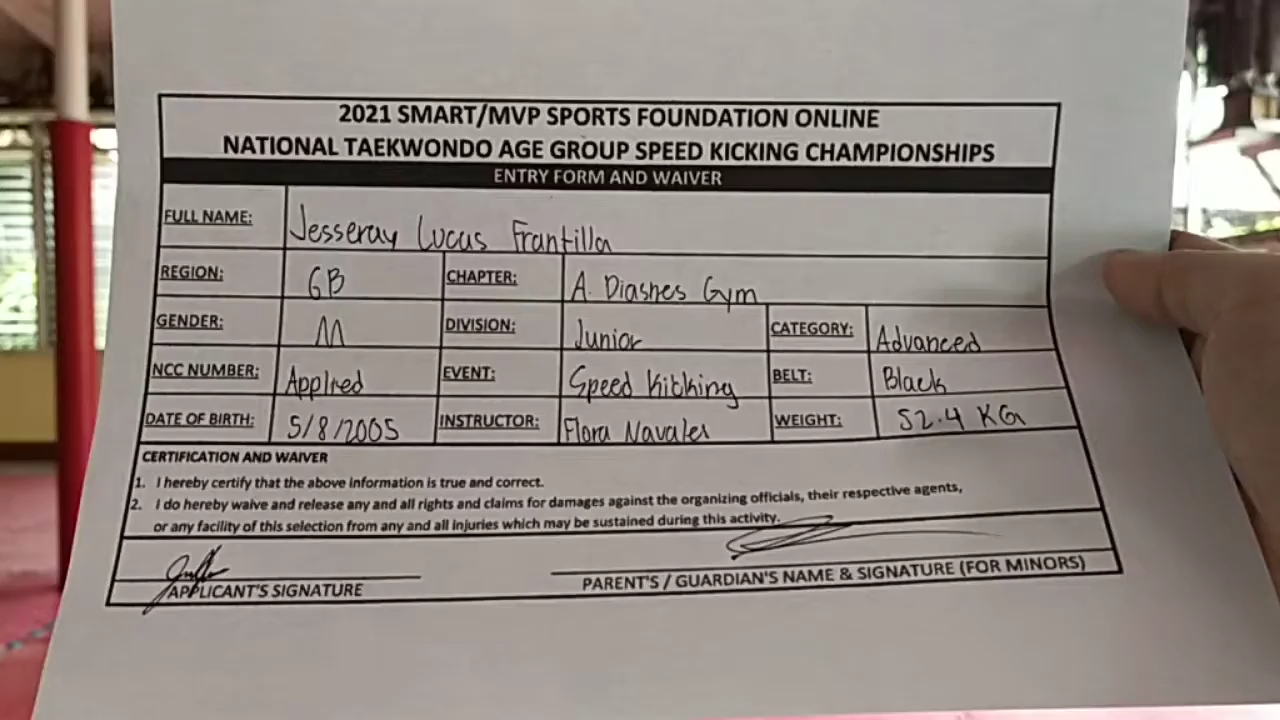 2021 SMART/MVP SPORTS FOUNDATION ONLINE
NATIONAL TAEKWONDO AGE GROUP SPEED KICKING CHAMPIONSHIPS
ENTRY FORM AND WAIVER
FULL NAME: Jesseray Lucas Frantilla
REGION: 6B CHAPTER: A. Diashes Gym
GENDER: M DIVISION: Junior CATEGORY: Advanced
NCC NUMBER: Applied EVENT: Speed Kicking BELT: Black
DATE OF BIRTH: 5/8/2005 INSTRUCTOR: Flora Navales WEIGHT: 52.4 KG
CERTIFICATION AND WAIVER
1. I hereby certify that the above information is true and correct.
2. I do hereby waive and release any and all rights and claims for damages against the organizing officials, their respective agents,
or any facility of this selection from any and all injuries which may be sustained during this activity.
APPLICANT'S SIGNATURE
PARENT'S / GUARDIAN'S NAME & SIGNATURE (FOR MINORS)